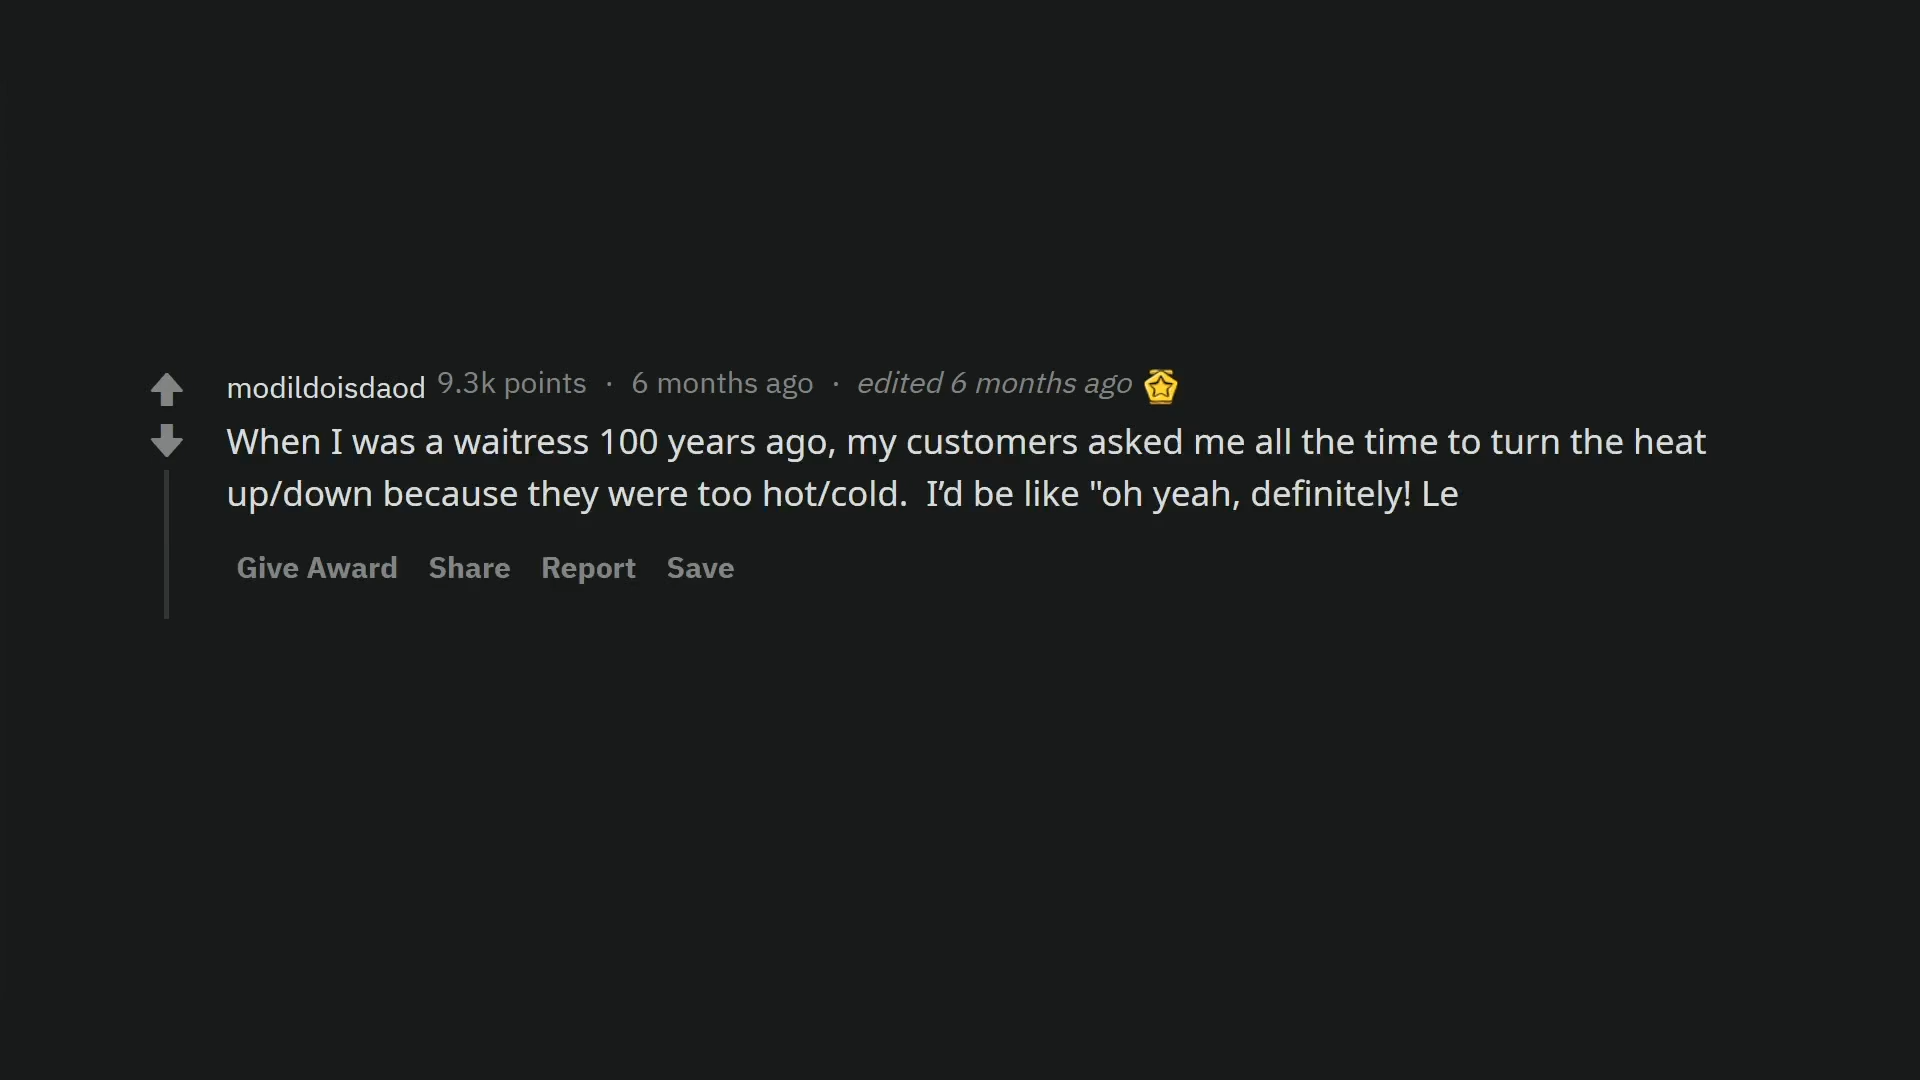 modildoisdaod 9.3k points · 6 months ago · edited 6 months ago
When I was a waitress 100 years ago, my customers asked me all the time to turn the heat
up/down because they were too hot/cold.  I’d be like "oh yeah, definitely! Le
Give Award Share Report Save